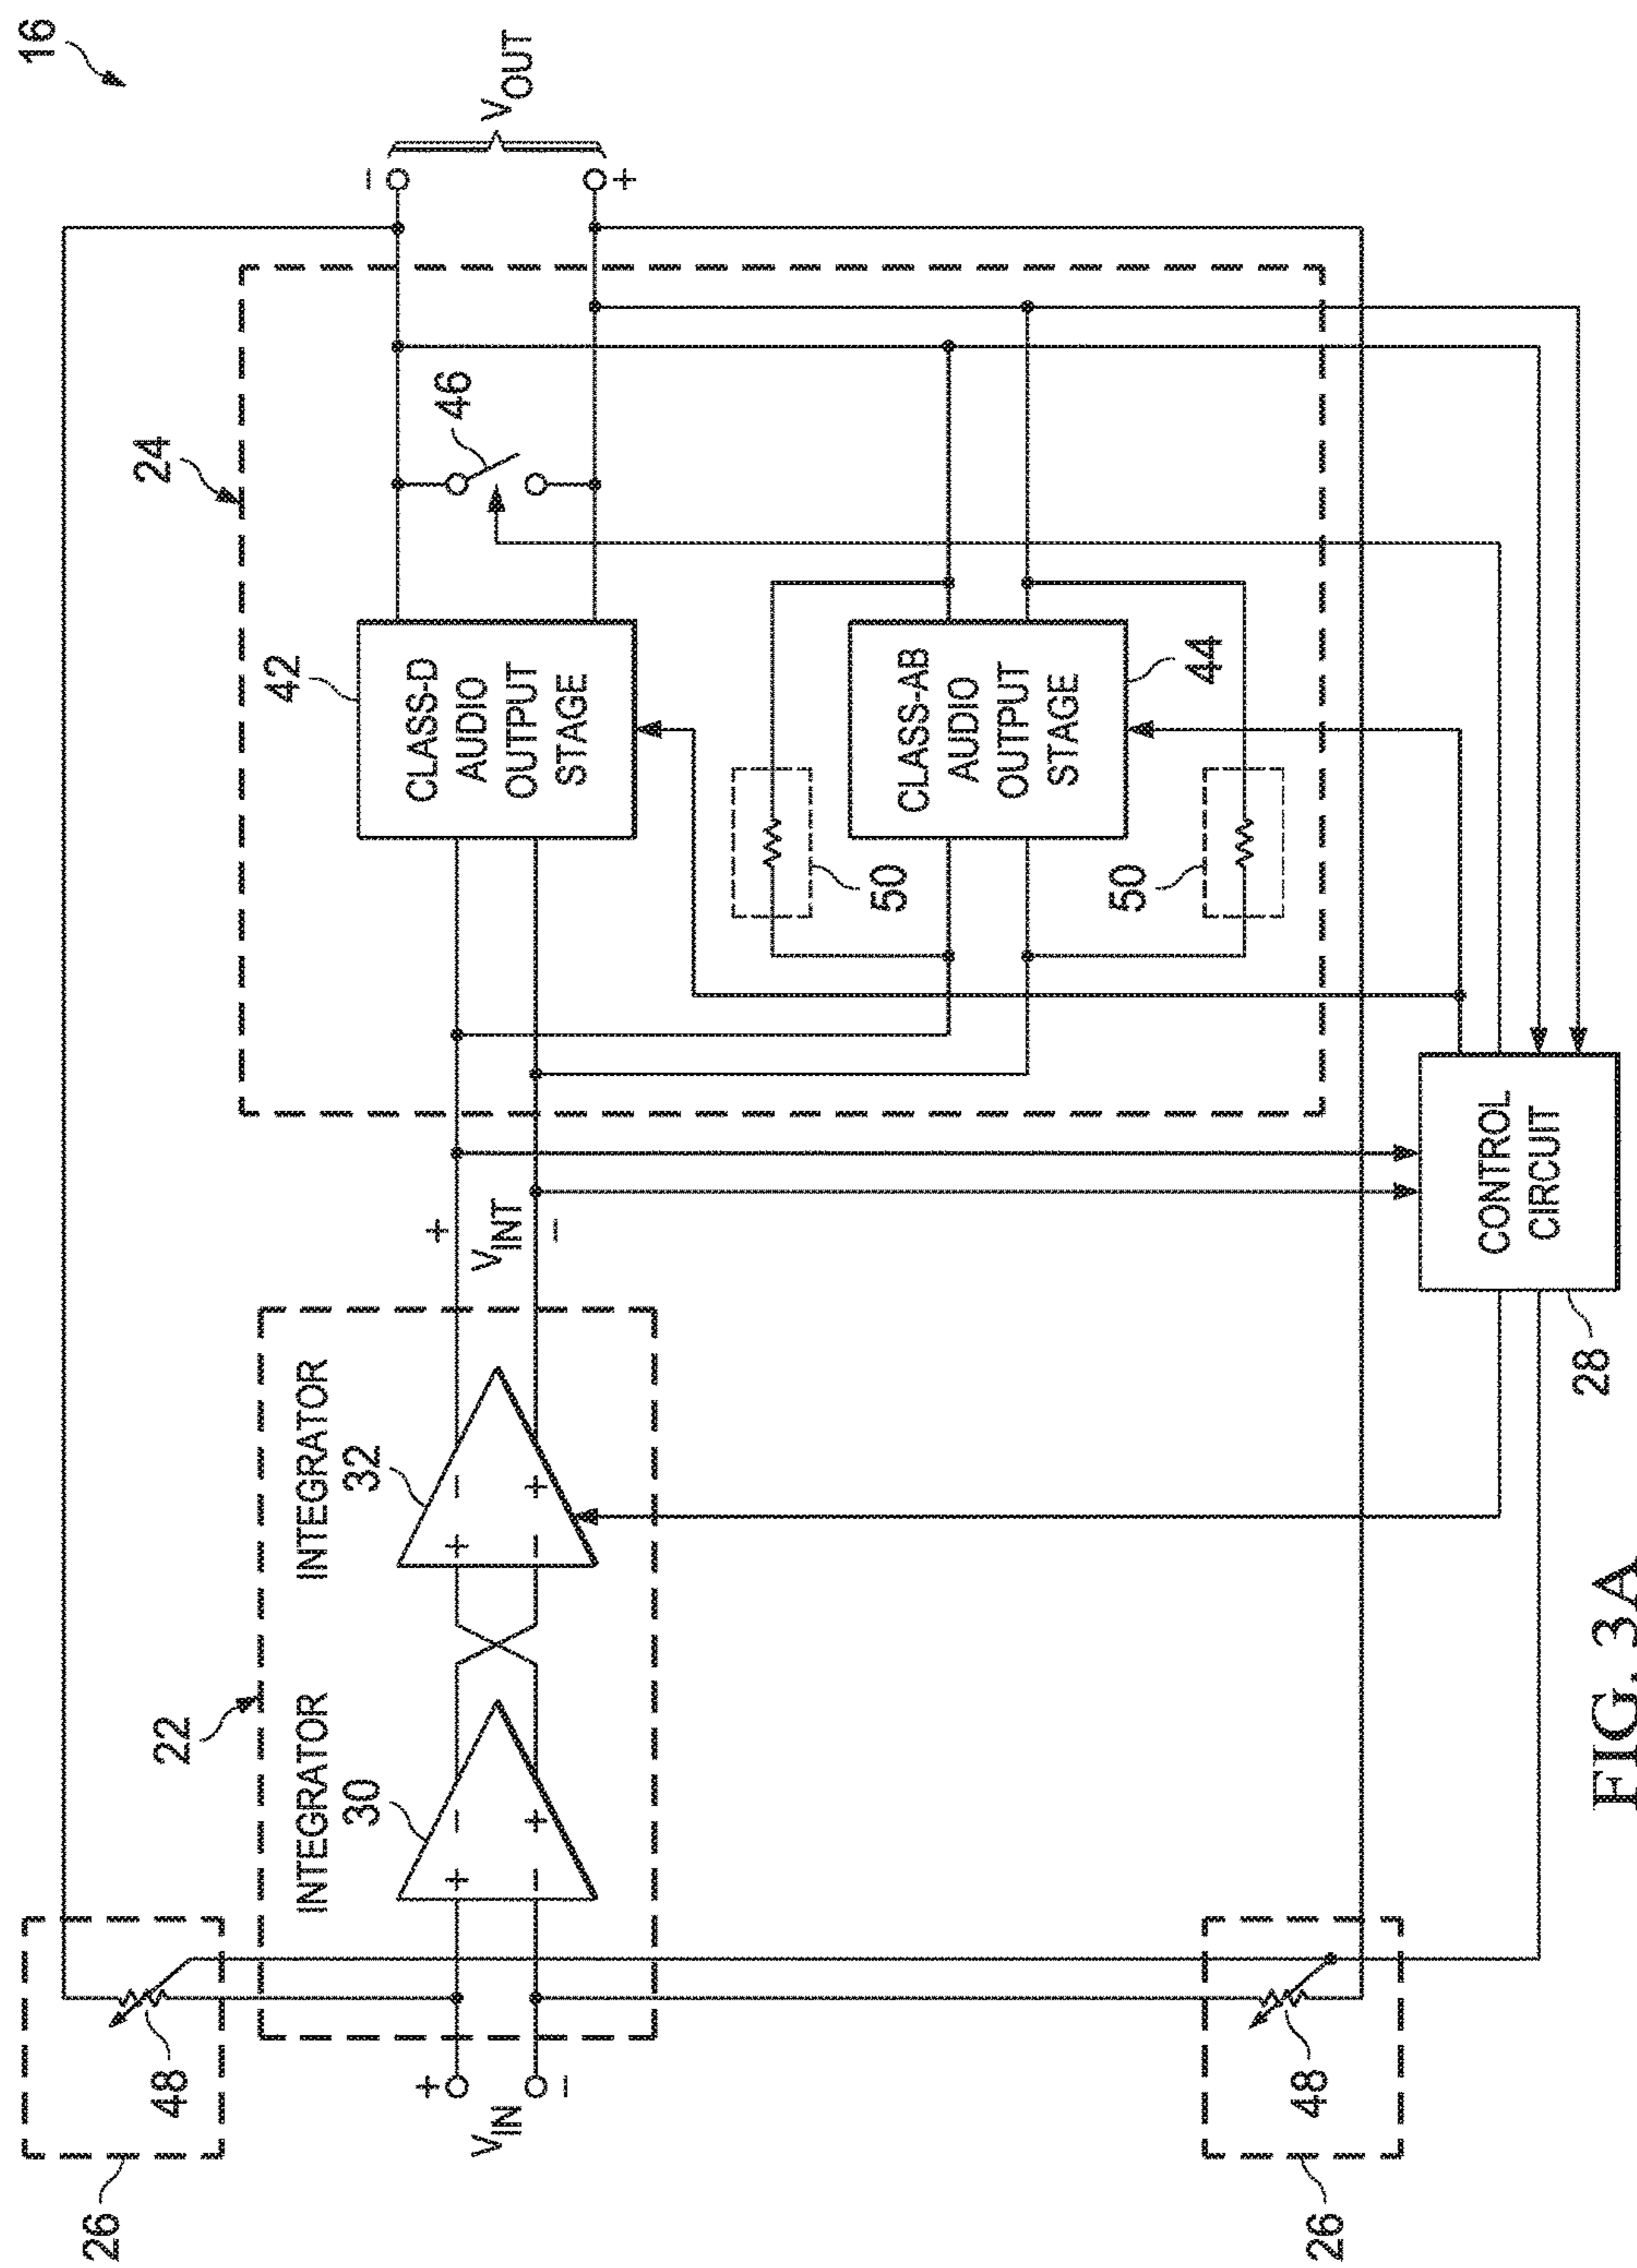 16
26
48
22
24
INTEGRATOR
30
INTEGRATOR
32
42
46
+
VIN
−
+
−
−
+
+
−
−
+
+
VINT
−
CLASS-D
AUDIO
OUTPUT
STAGE
−
VOUT
+
50
CLASS-AB
AUDIO
OUTPUT
STAGE
44
50
26
48
28
CONTROL
CIRCUIT
FIG. 3A